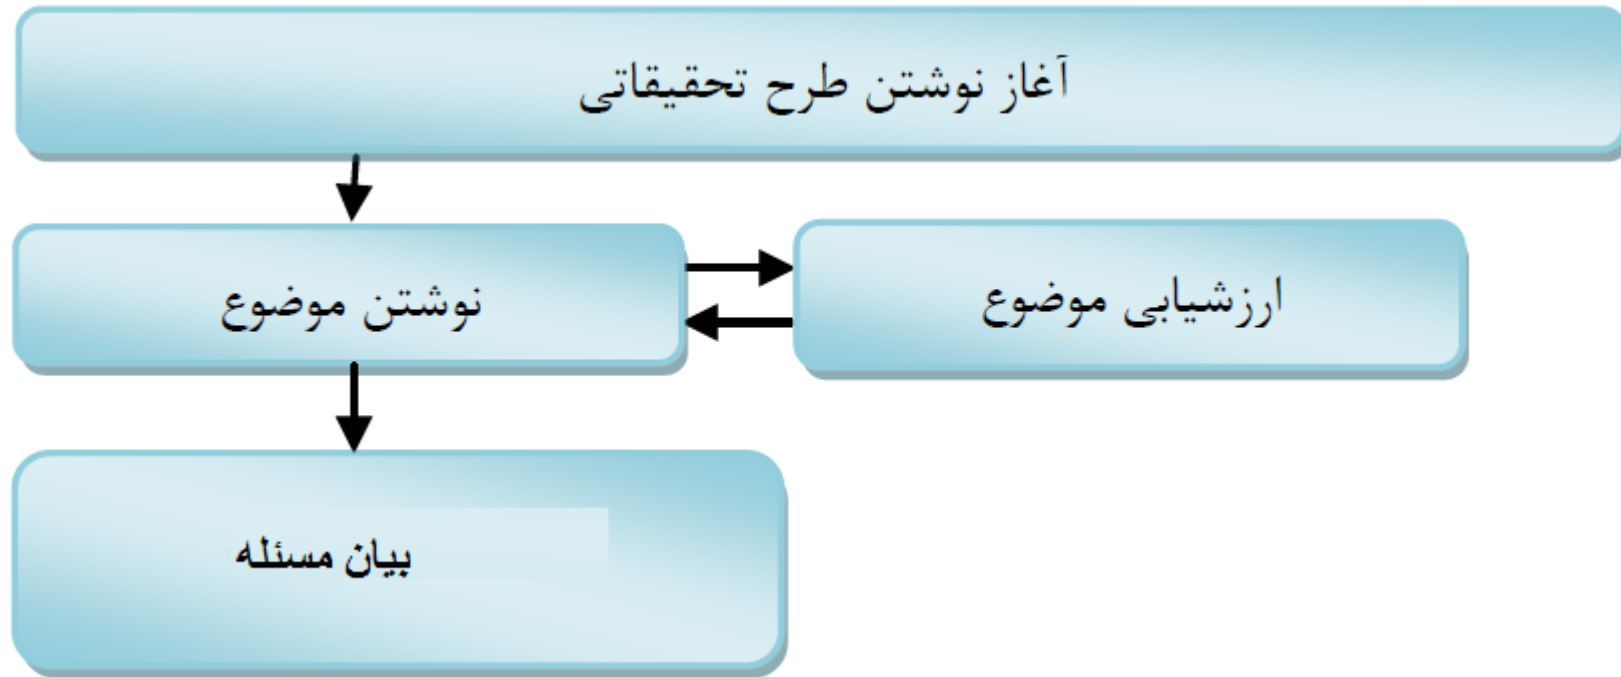 آغاز نوشتن طرح تحقیقاتی
نوشتن موضوع
ارزشیابی موضوع
بیان مسئله